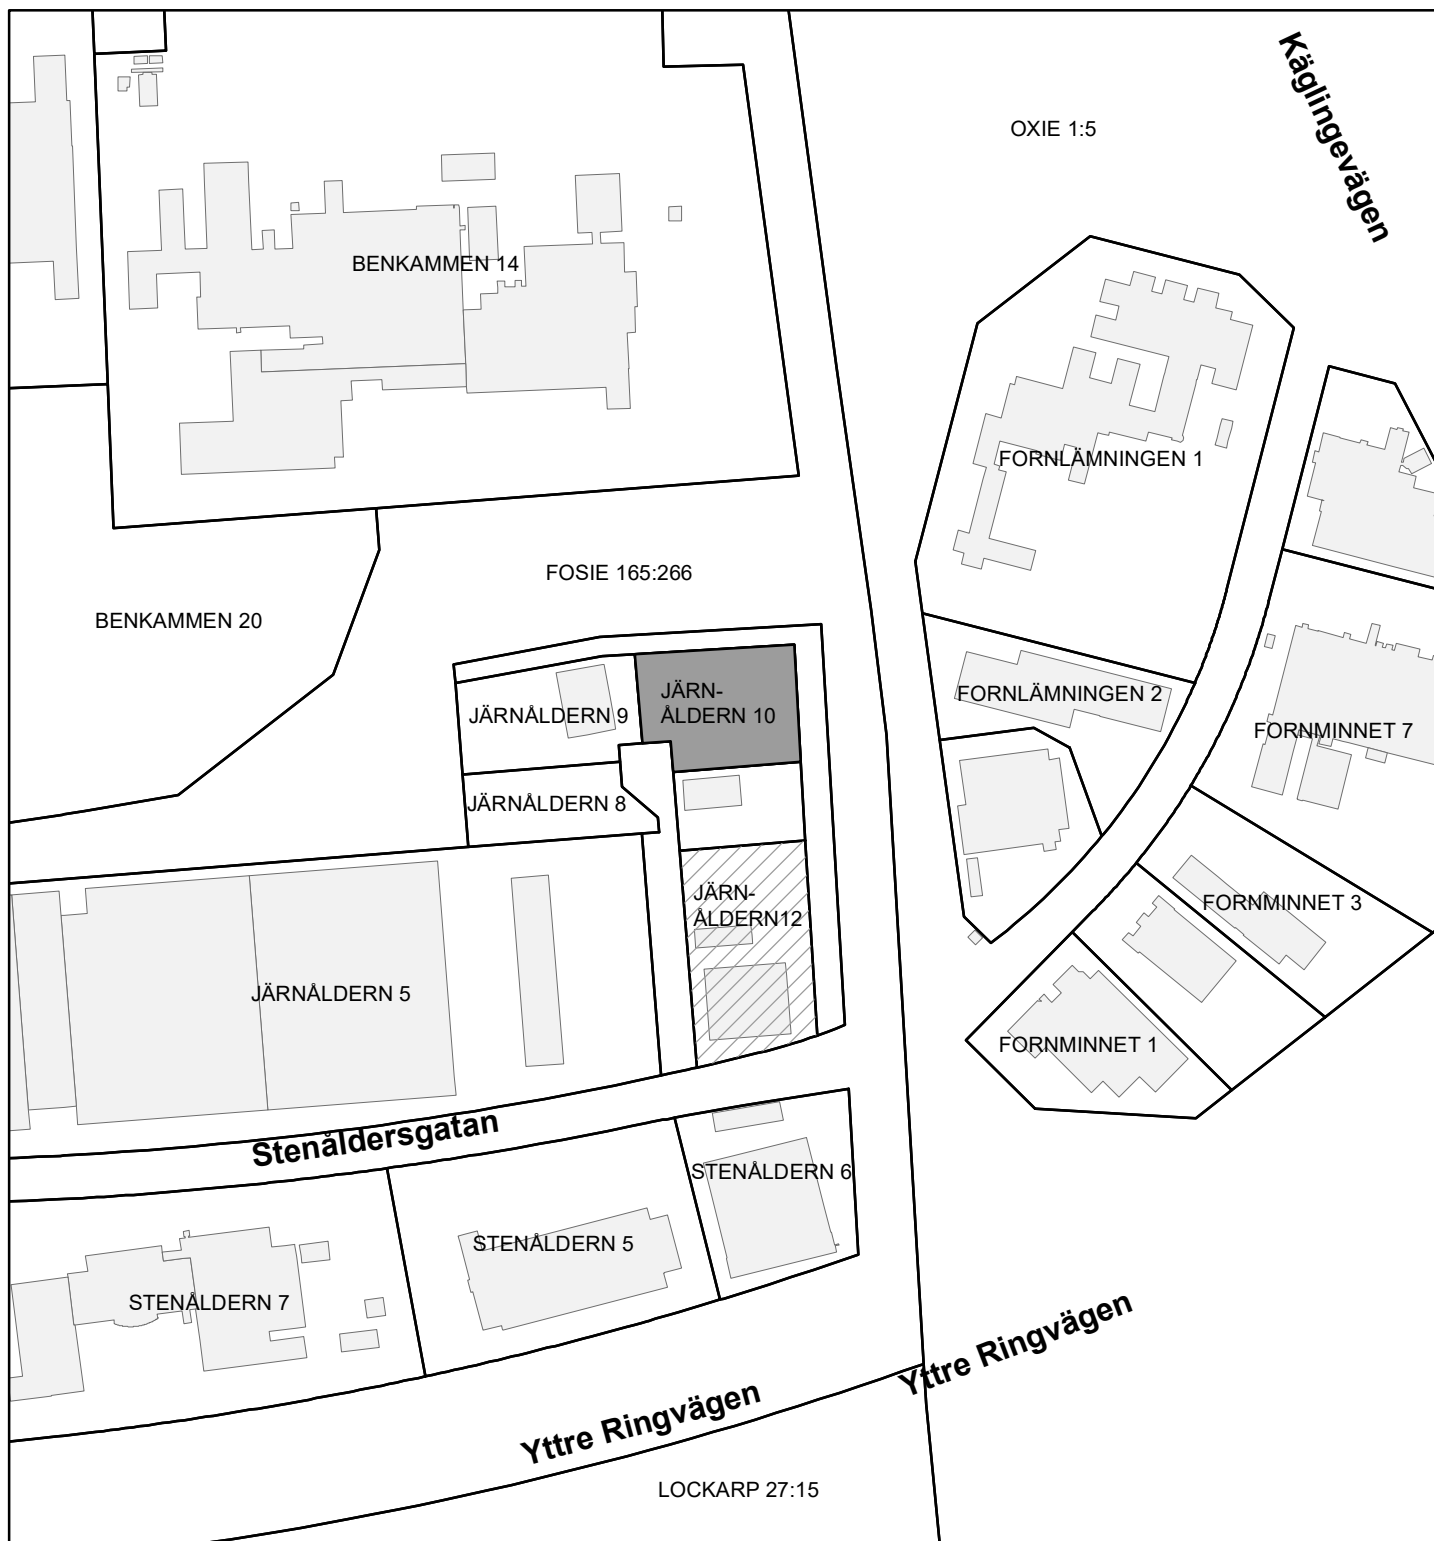 Käglingevägen
OXIE 1:5
BENKAMMEN 14
FORNLÄMNINGEN 1
FOSIE 165:266
BENKAMMEN 20
JÄRNÅLDERN 9
JÄRN-
ÅLDERN 10
FORNLÄMNINGEN 2
FORNMINNET 7
JÄRNÅLDERN 8
JÄRN-
ÅLDERN12
FORNMINNET 3
JÄRNÅLDERN 5
FORNMINNET 1
Stenåldersgatan
STENÅLDERN 6
STENÅLDERN 5
STENÅLDERN 7
Yttre Ringvägen
Yttre Ringvägen
LOCKARP 27:15